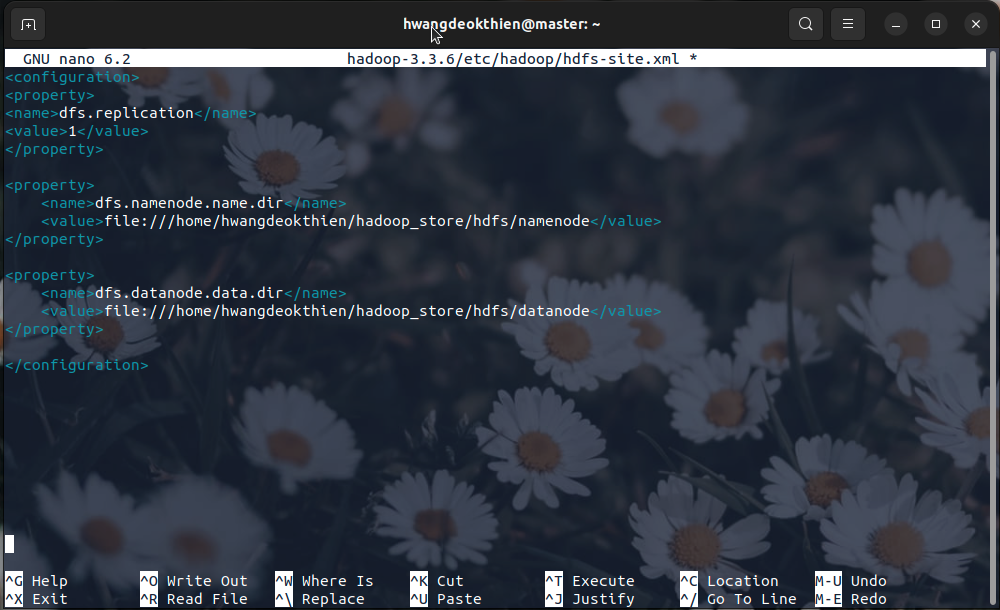 hwangdeokthien@master: ~
GNU nano 6.2 hadoop-3.3.6/etc/hadoop/hdfs-site.xml *
<configuration>
<property>
<name>dfs.replication</name>
<value>1</value>
</property>

<property>
    <name>dfs.namenode.name.dir</name>
    <value>file:///home/hwangdeokthien/hadoop_store/hdfs/namenode</value>
</property>

<property>
    <name>dfs.datanode.data.dir</name>
    <value>file:///home/hwangdeokthien/hadoop_store/hdfs/datanode</value>
</property>

</configuration>
^G Help ^O Write Out ^W Where Is ^K Cut ^T Execute ^C Location M-U Undo
^X Exit ^R Read File ^\ Replace ^U Paste ^J Justify ^/ Go To Line M-E Redo